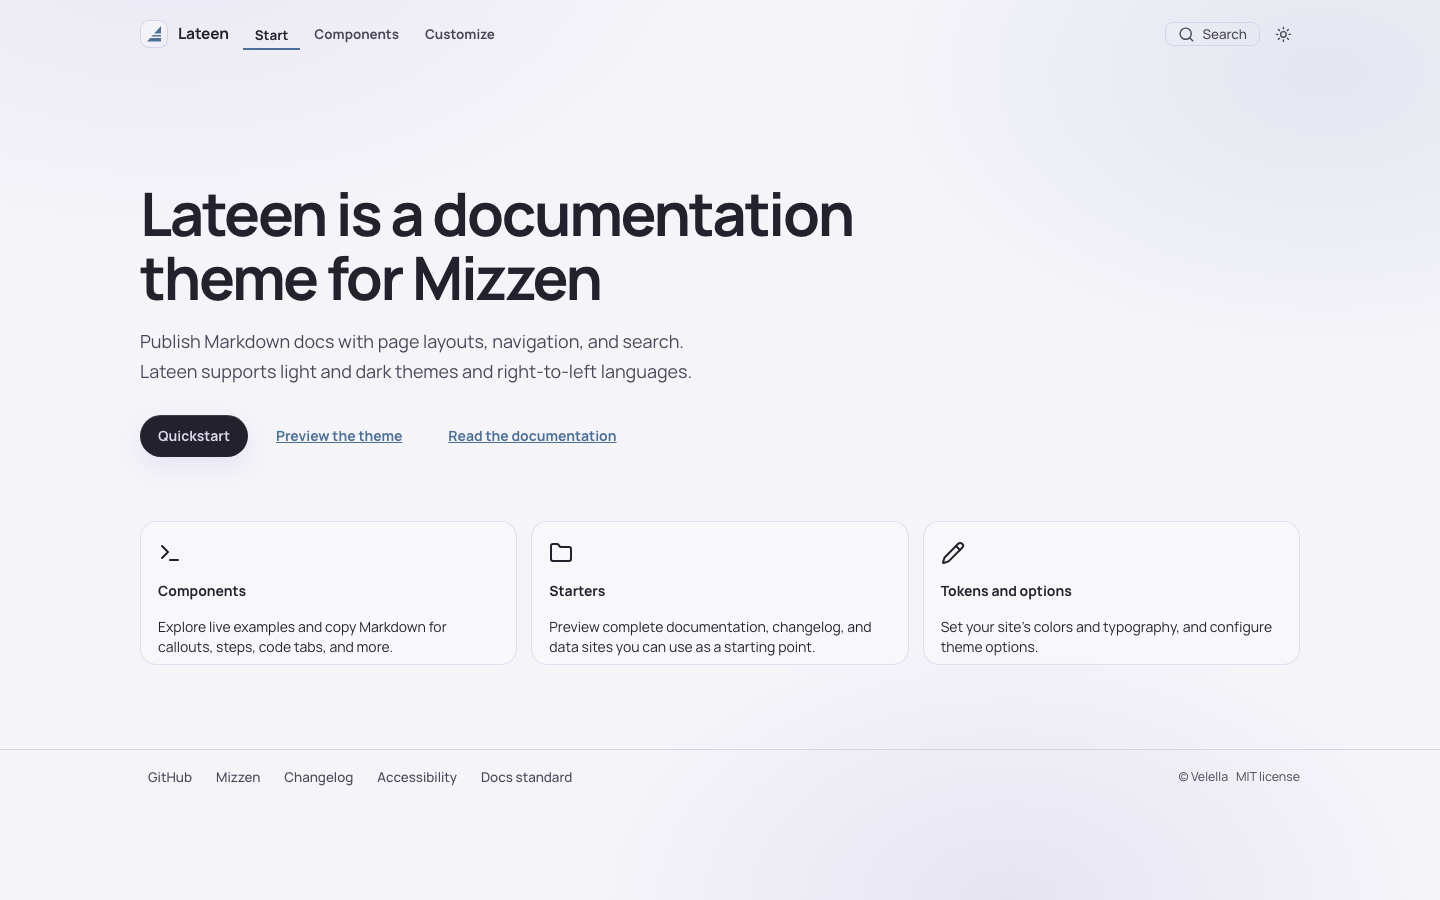 Lateen
Start
Components
Customize
Search
Lateen is a documentation
theme for Mizzen
Publish Markdown docs with page layouts, navigation, and search.
Lateen supports light and dark themes and right-to-left languages.
Quickstart
Preview the theme
Read the documentation
Components
Explore live examples and copy Markdown for
callouts, steps, code tabs, and more.
Starters
Preview complete documentation, changelog, and
data sites you can use as a starting point.
Tokens and options
Set your site's colors and typography, and configure
theme options.
GitHub
Mizzen
Changelog
Accessibility
Docs standard
© Velella MIT license